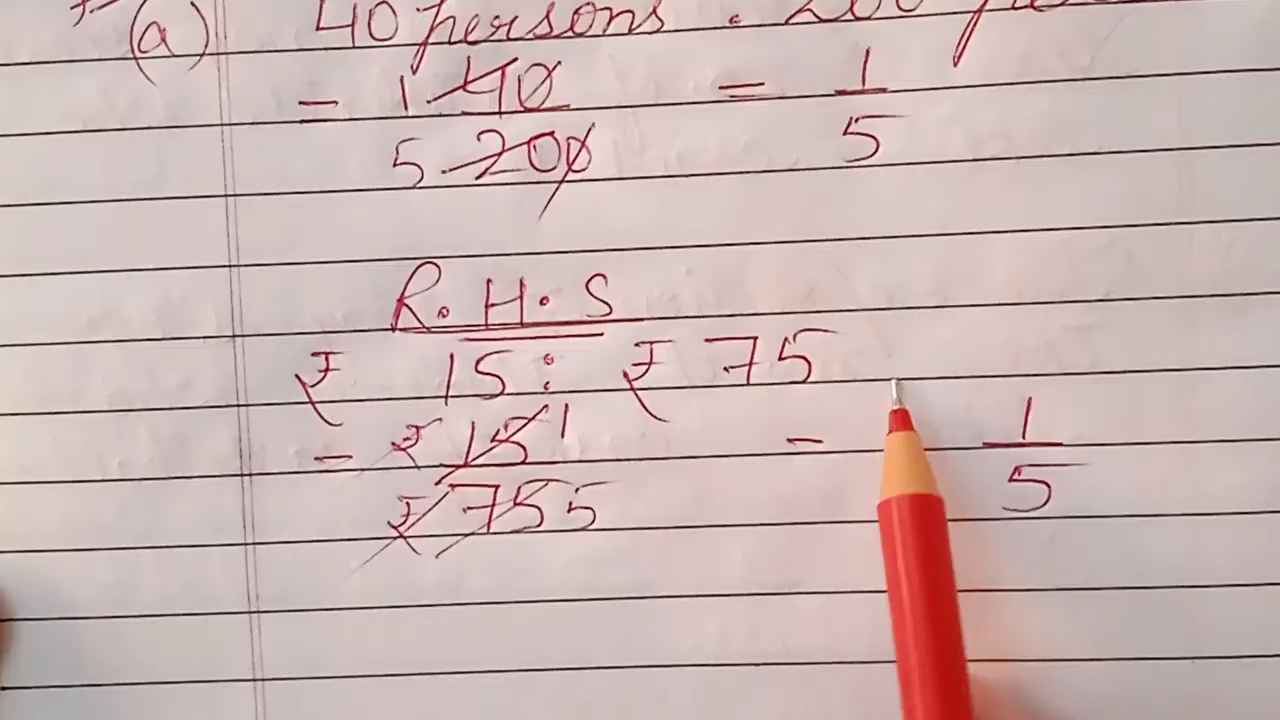 (a) 40 persons : 200
= 1 40 = 1
5 200 5
R.H.S
₹ 15 : ₹ 75
- ₹ 15 1 - 1
₹ 75 5 5